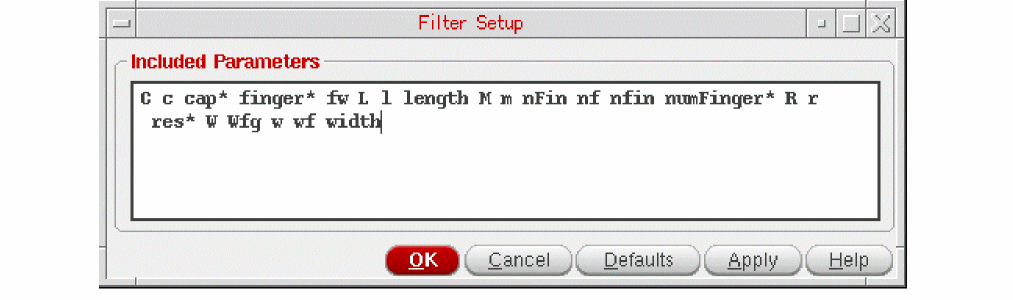 Filter Setup
Included Parameters
C c cap* finger* fw L l length M m nFin nf nfin numFinger* R r
res* W Wfg w wf width
OK Cancel Defaults Apply Help